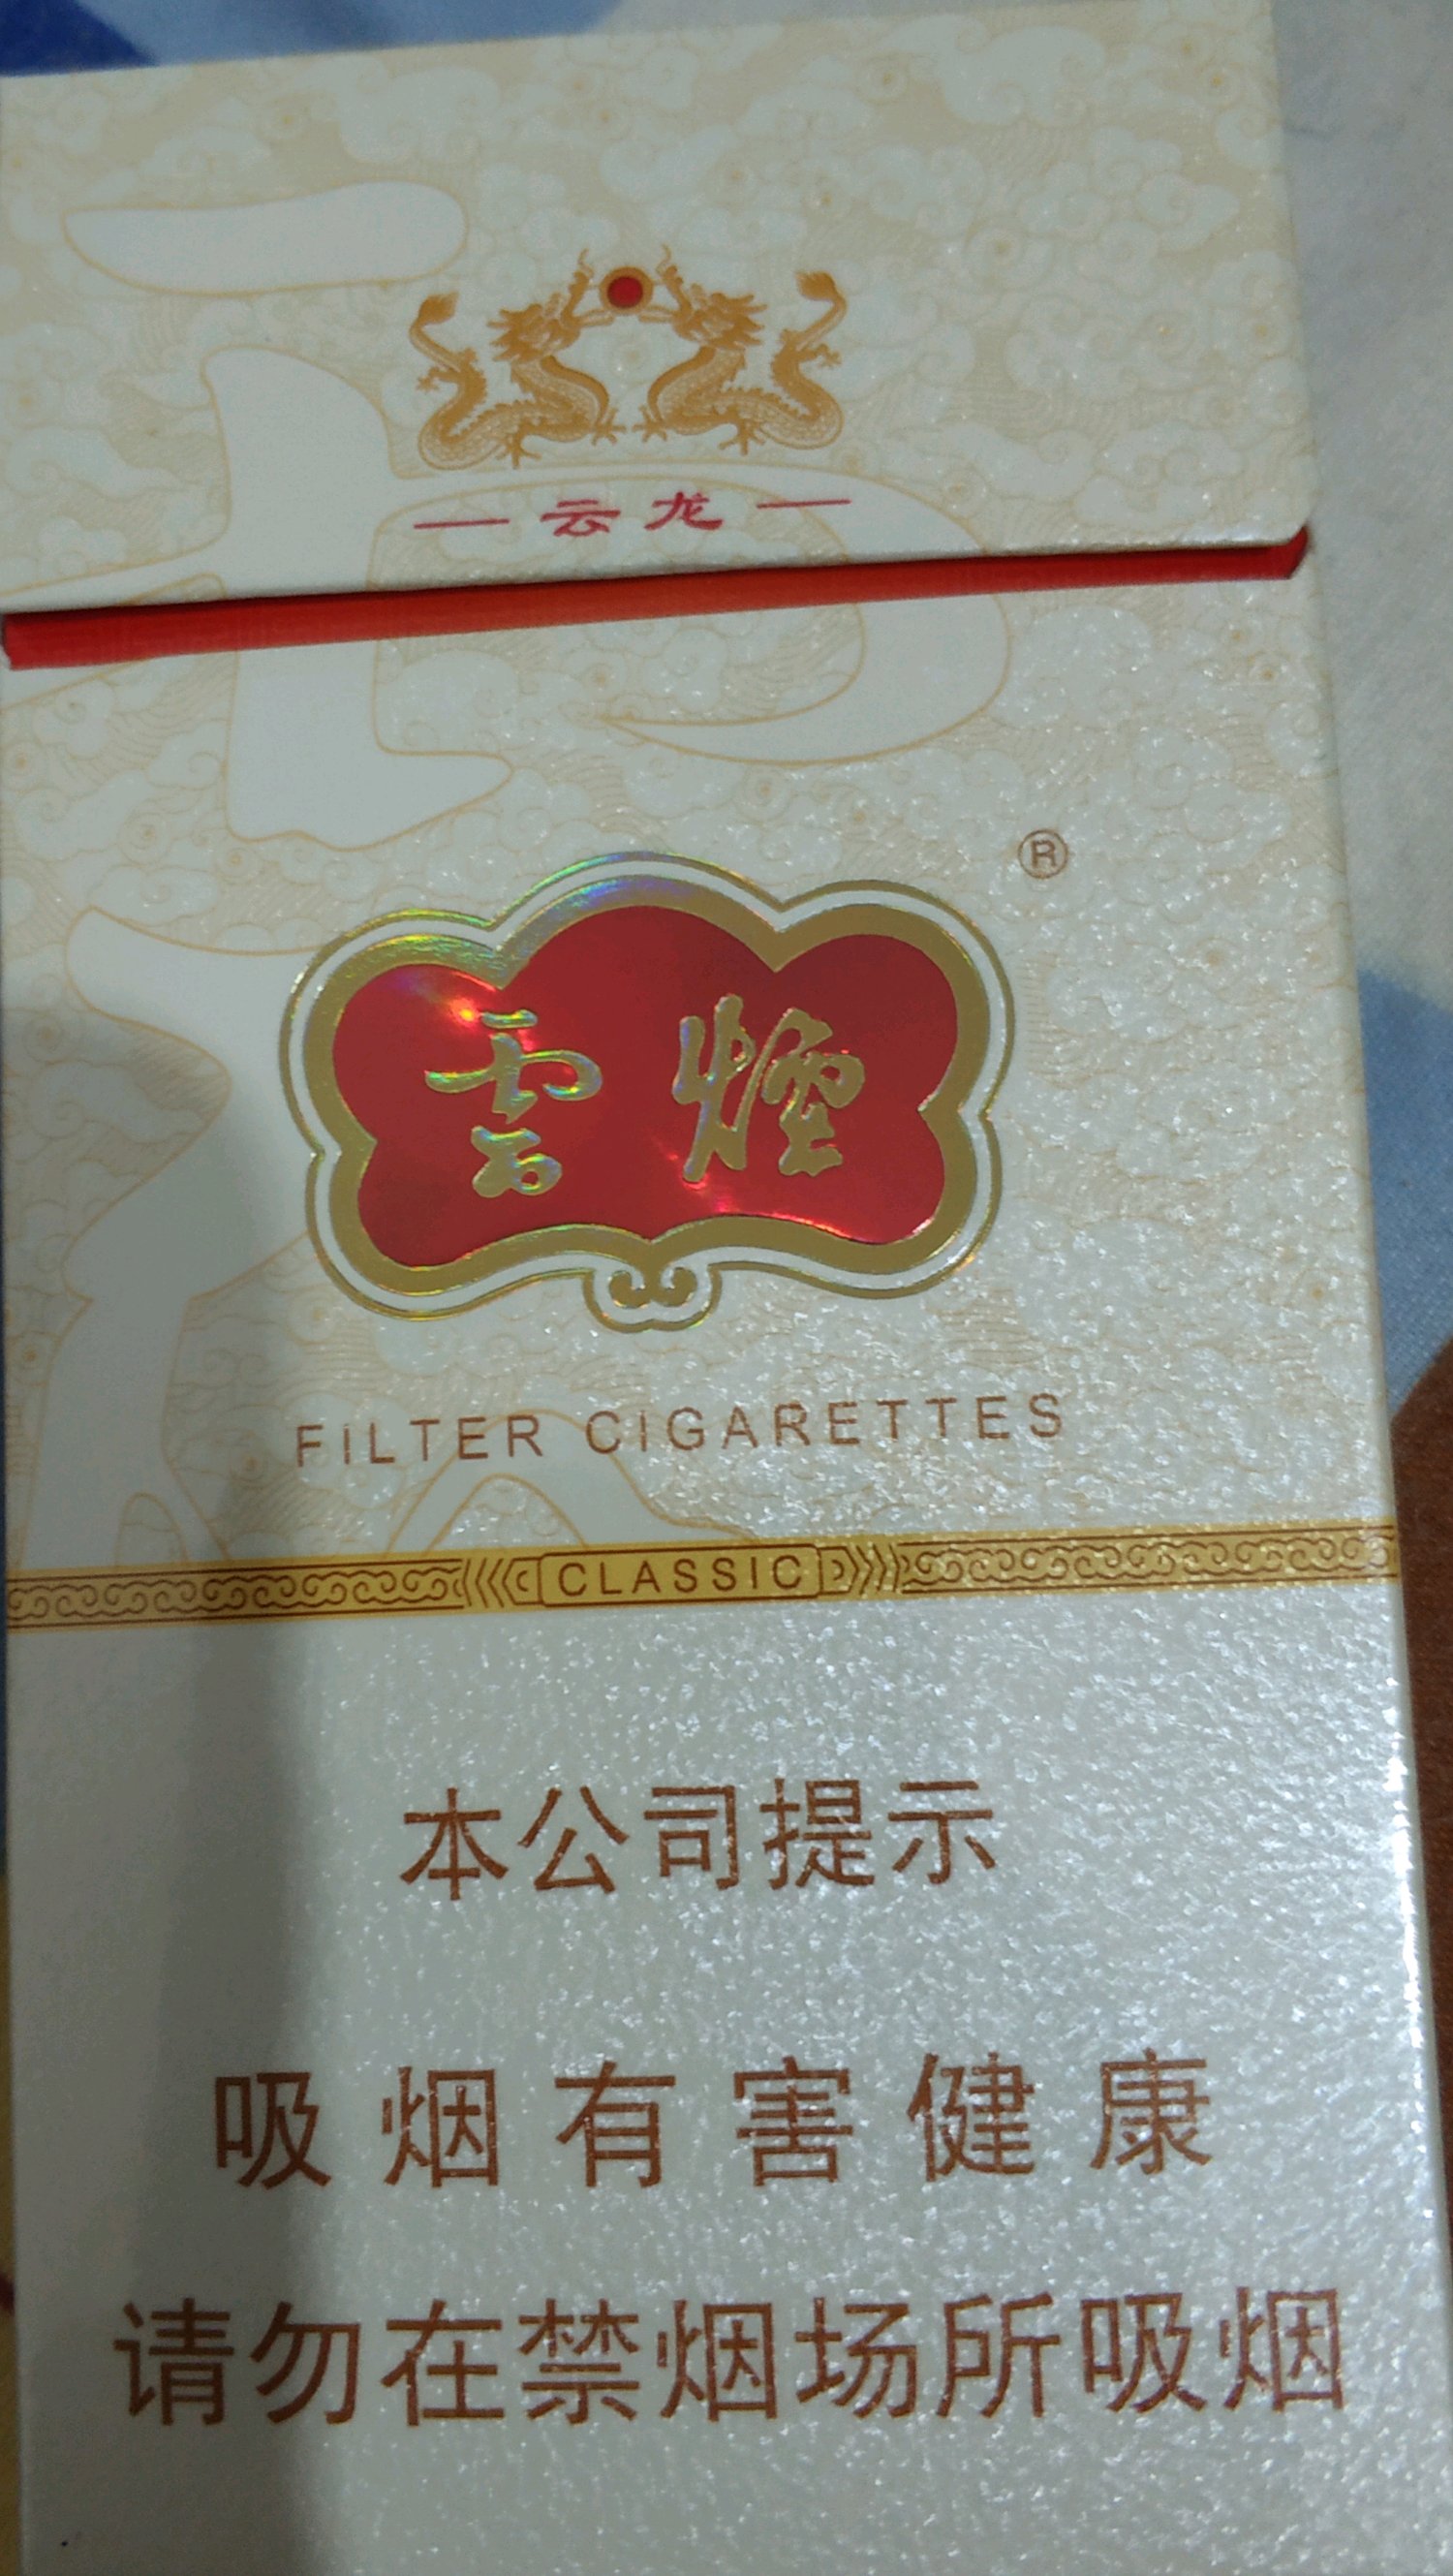 云龙
®
雲煙
FILTER CIGARETTES
CLASSIC
本公司提示
吸烟有害健康
请勿在禁烟场所吸烟